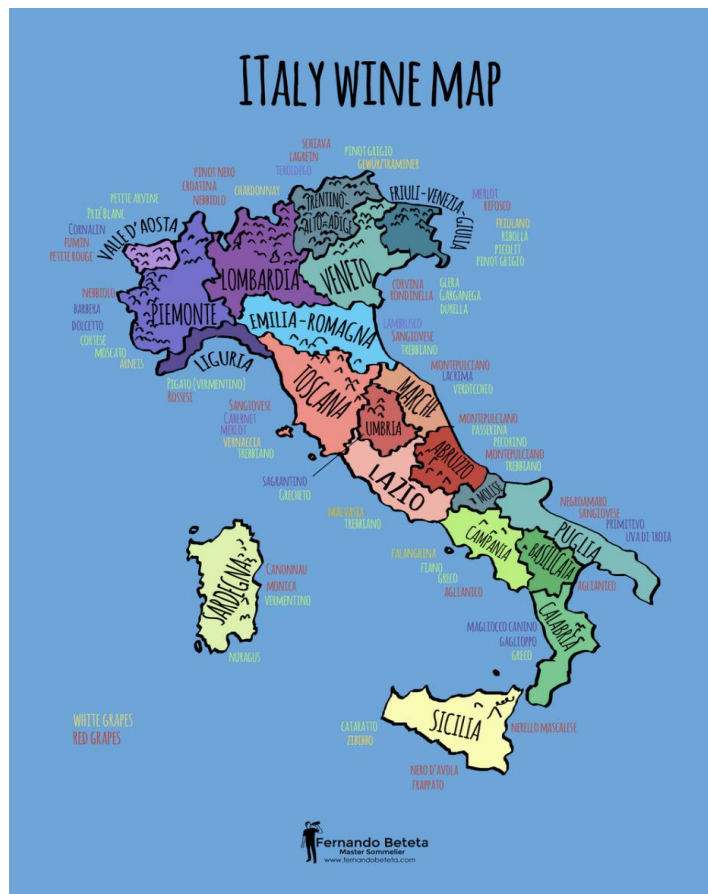 ITALY WINE MAP
SCHIAVA
LAGREIN
TEROLDIGO
PINOT GRIGIO
GEWÜRZTRAMINER
PINOT NERO
CROATINA
NEBBIOLO
CHARDONNAY
PETITE ARVINE
PRIÉ BLANC
CORNALIN
FUMIN
PETITE ROUGE
VALLE D'AOSTA
TRENTINO-
ALTO-ADIGE
FRIULI-VENEZIA-GIULIA
MERLOT
REFOSCO
FRIULANO
RIBOLLA
PICOLIT
PINOT GRIGIO
LOMBARDIA
VENETO
CORVINA
RONDINELLA
GLERA
GARGANEGA
DURELLA
NEBBIOLO
BARBERA
DOLCETTO
CORTESE
MOSCATO
ARNEIS
PIEMONTE
EMILIA-ROMAGNA
LAMBRUSCO
SANGIOVESE
TREBBIANO
LIGURIA
PIGATO (VERMENTINO)
ROSSESE
TOSCANA
SANGIOVESE
CABERNET
MERLOT
VERNACCIA
TREBBIANO
MARCHE
MONTEPULCIANO
LACRIMA
VERDICCHIO
UMBRIA
SAGRANTINO
GRECHETO
ABRUZZO
MONTEPULCIANO
PASSERINA
PECORINO
MONTEPULCIANO
TREBBIANO
LAZIO
MALVASIA
TREBBIANO
MOLISE
NEGROAMARO
SANGIOVESE
PRIMITIVO
UVA DI TROIA
PUGLIA
CAMPANIA
FALANGHINA
FIANO
GRECO
AGLIANICO
BASILICATA
AGLIANICO
SARDEGNA
CANONNAU
MONICA
VERMENTINO
NURAGUS
CALABRIA
MAGLIOCCO CANINO
GAGLIOPPO
GRECO
SICILIA
CATARATTO
ZIBIBBO
NERELLO MASCALISE
NERO D'AVOLA
FRAPPATO
WHITE GRAPES
RED GRAPES
Fernando Beteta
Master Sommelier
www.fernandobeteta.com